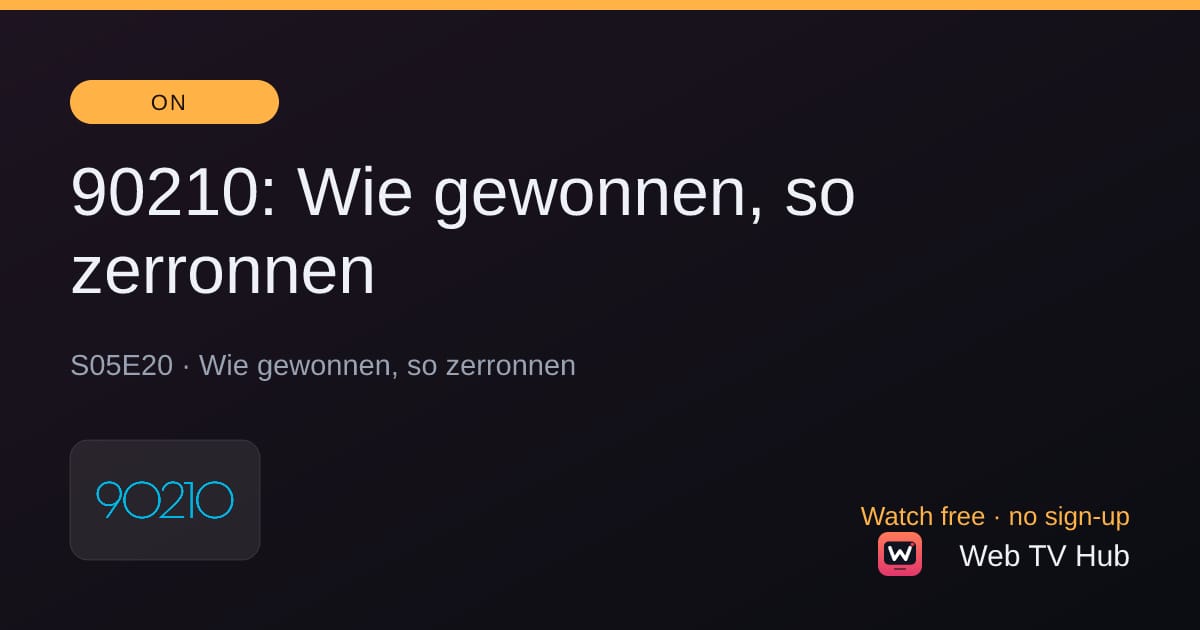 ON
90210: Wie gewonnen, so
zerronnen
S05E20 · Wie gewonnen, so zerronnen
90210
Watch free · no sign-up
W
Web TV Hub